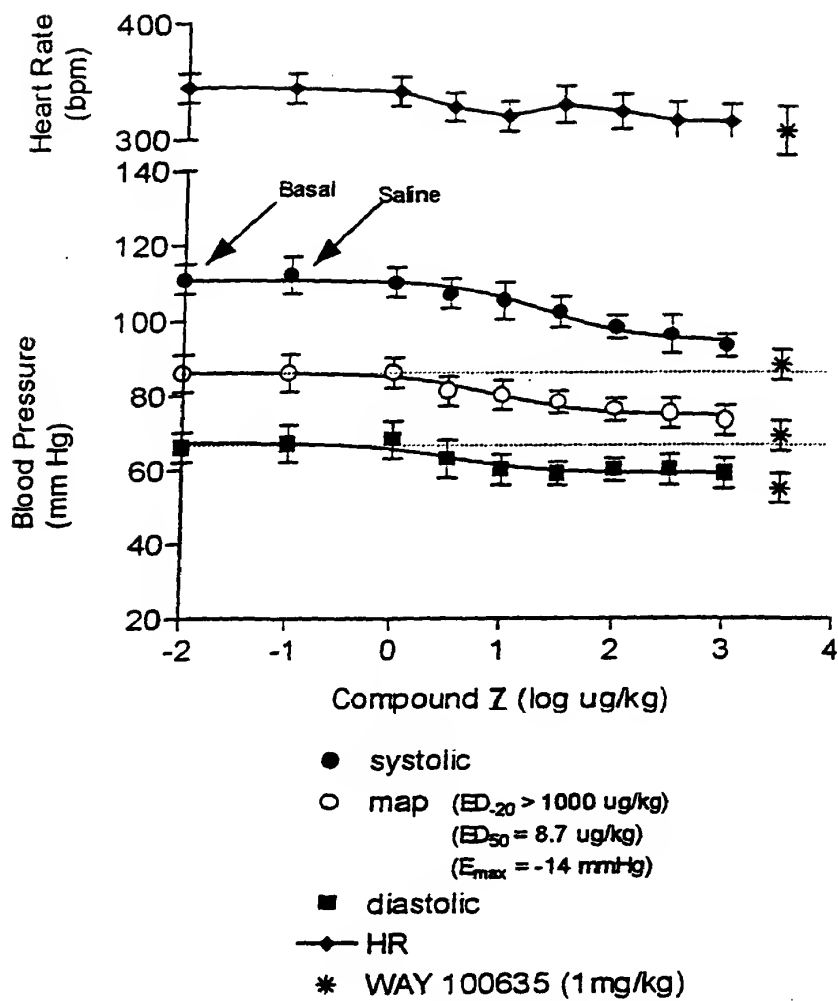 Heart Rate
(bpm)
400
300
140
120
100
80
60
40
20
Basal
Saline
Blood Pressure
(mm Hg)
-2 -1 0 1 2 3 4
Compound Z (log ug/kg)
● systolic
○ map (ED-20 > 1000 ug/kg)
(ED50 = 8.7 ug/kg)
(Emax = -14 mmHg)
■ diastolic
HR
WAY 100635 (1mg/kg)